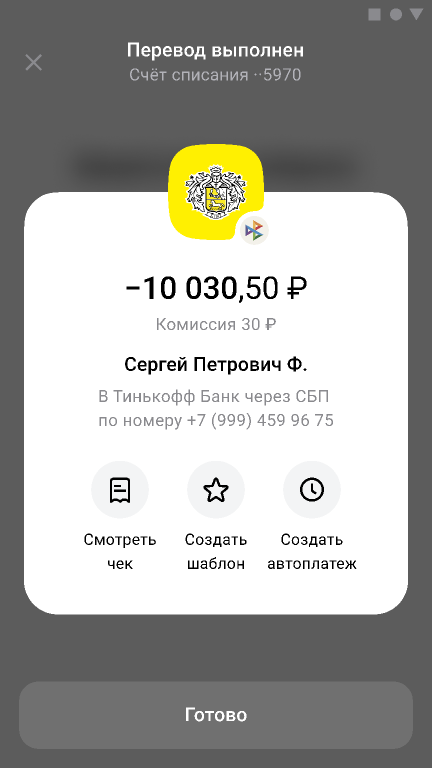 Перевод выполнен
Счёт списания ··5970
−10 030,50 ₽
Комиссия 30 ₽
Сергей Петрович Ф.
В Тинькофф Банк через СБП
по номеру +7 (999) 459 96 75
Смотреть
чек
Создать
шаблон
Создать
автоплатеж
Готово